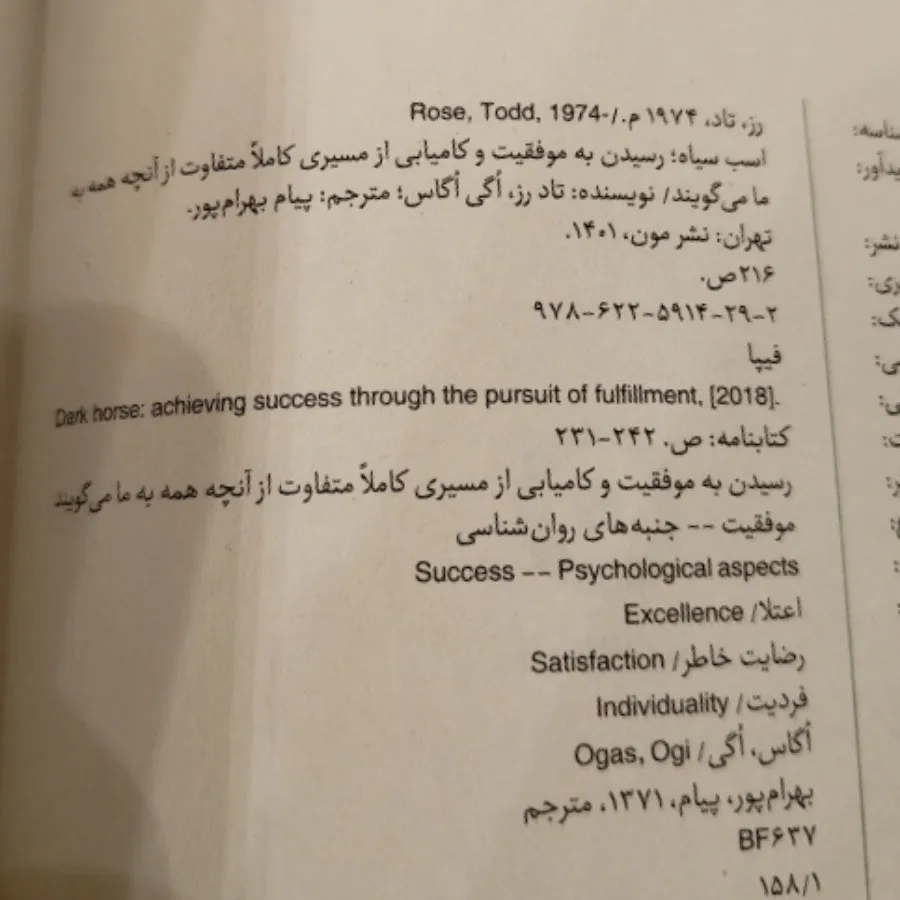 رز، تاد، ۱۹۷۴ م./-Rose, Todd, 1974
اسب سیاه؛ رسیدن به موفقیت و کامیابی از مسیری کاملاً متفاوت از آنچه همه به
ما می‌گویند/ نویسنده: تاد رز، اُگی اُگاس؛ مترجم: پیام بهرام‌پور.
تهران: نشر مون، ۱۴۰۱.
۲۱۶ص.
۹۷۸-۶۲۲-۵۹۱۴-۲۹-۲
فیپا
Dark horse: achieving success through the pursuit of fulfillment, [2018].
کتابنامه: ص. ۲۴۲-۲۳۱
رسیدن به موفقیت و کامیابی از مسیری کاملاً متفاوت از آنچه همه به ما می‌گویند
موفقیت -- جنبه‌های روان‌شناسی
Success -- Psychological aspects
اعتلا/ Excellence
رضایت خاطر/ Satisfaction
فردیت/ Individuality
اُگاس، اُگی/ Ogas, Ogi
بهرام‌پور، پیام، ۱۳۷۱، مترجم
BF۶۳۷
۱۵۸/۱
نشر: